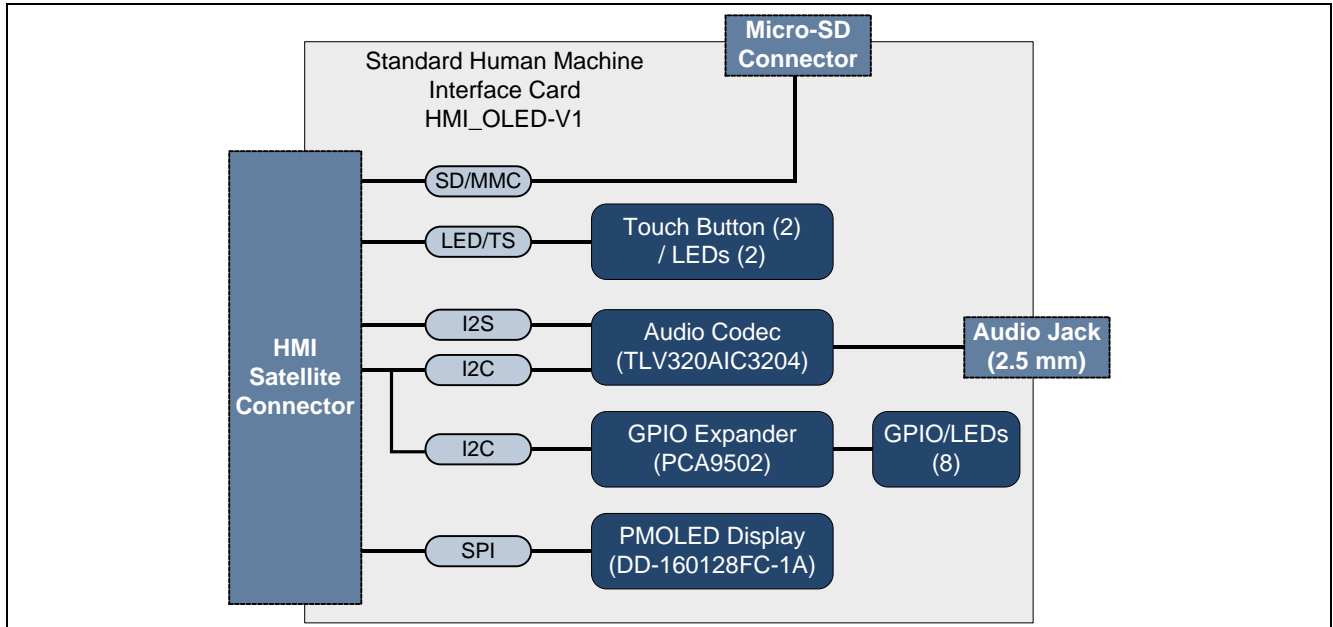 Micro-SD
Connector
Standard Human Machine
Interface Card
HMI_OLED-V1
HMI
Satellite
Connector
SD/MMC
LED/TS
Touch Button (2)
/ LEDs (2)
I2S
I2C
Audio Codec
(TLV320AIC3204)
Audio Jack
(2.5 mm)
I2C
GPIO Expander
(PCA9502)
GPIO/LEDs
(8)
SPI
PMOLED Display
(DD-160128FC-1A)